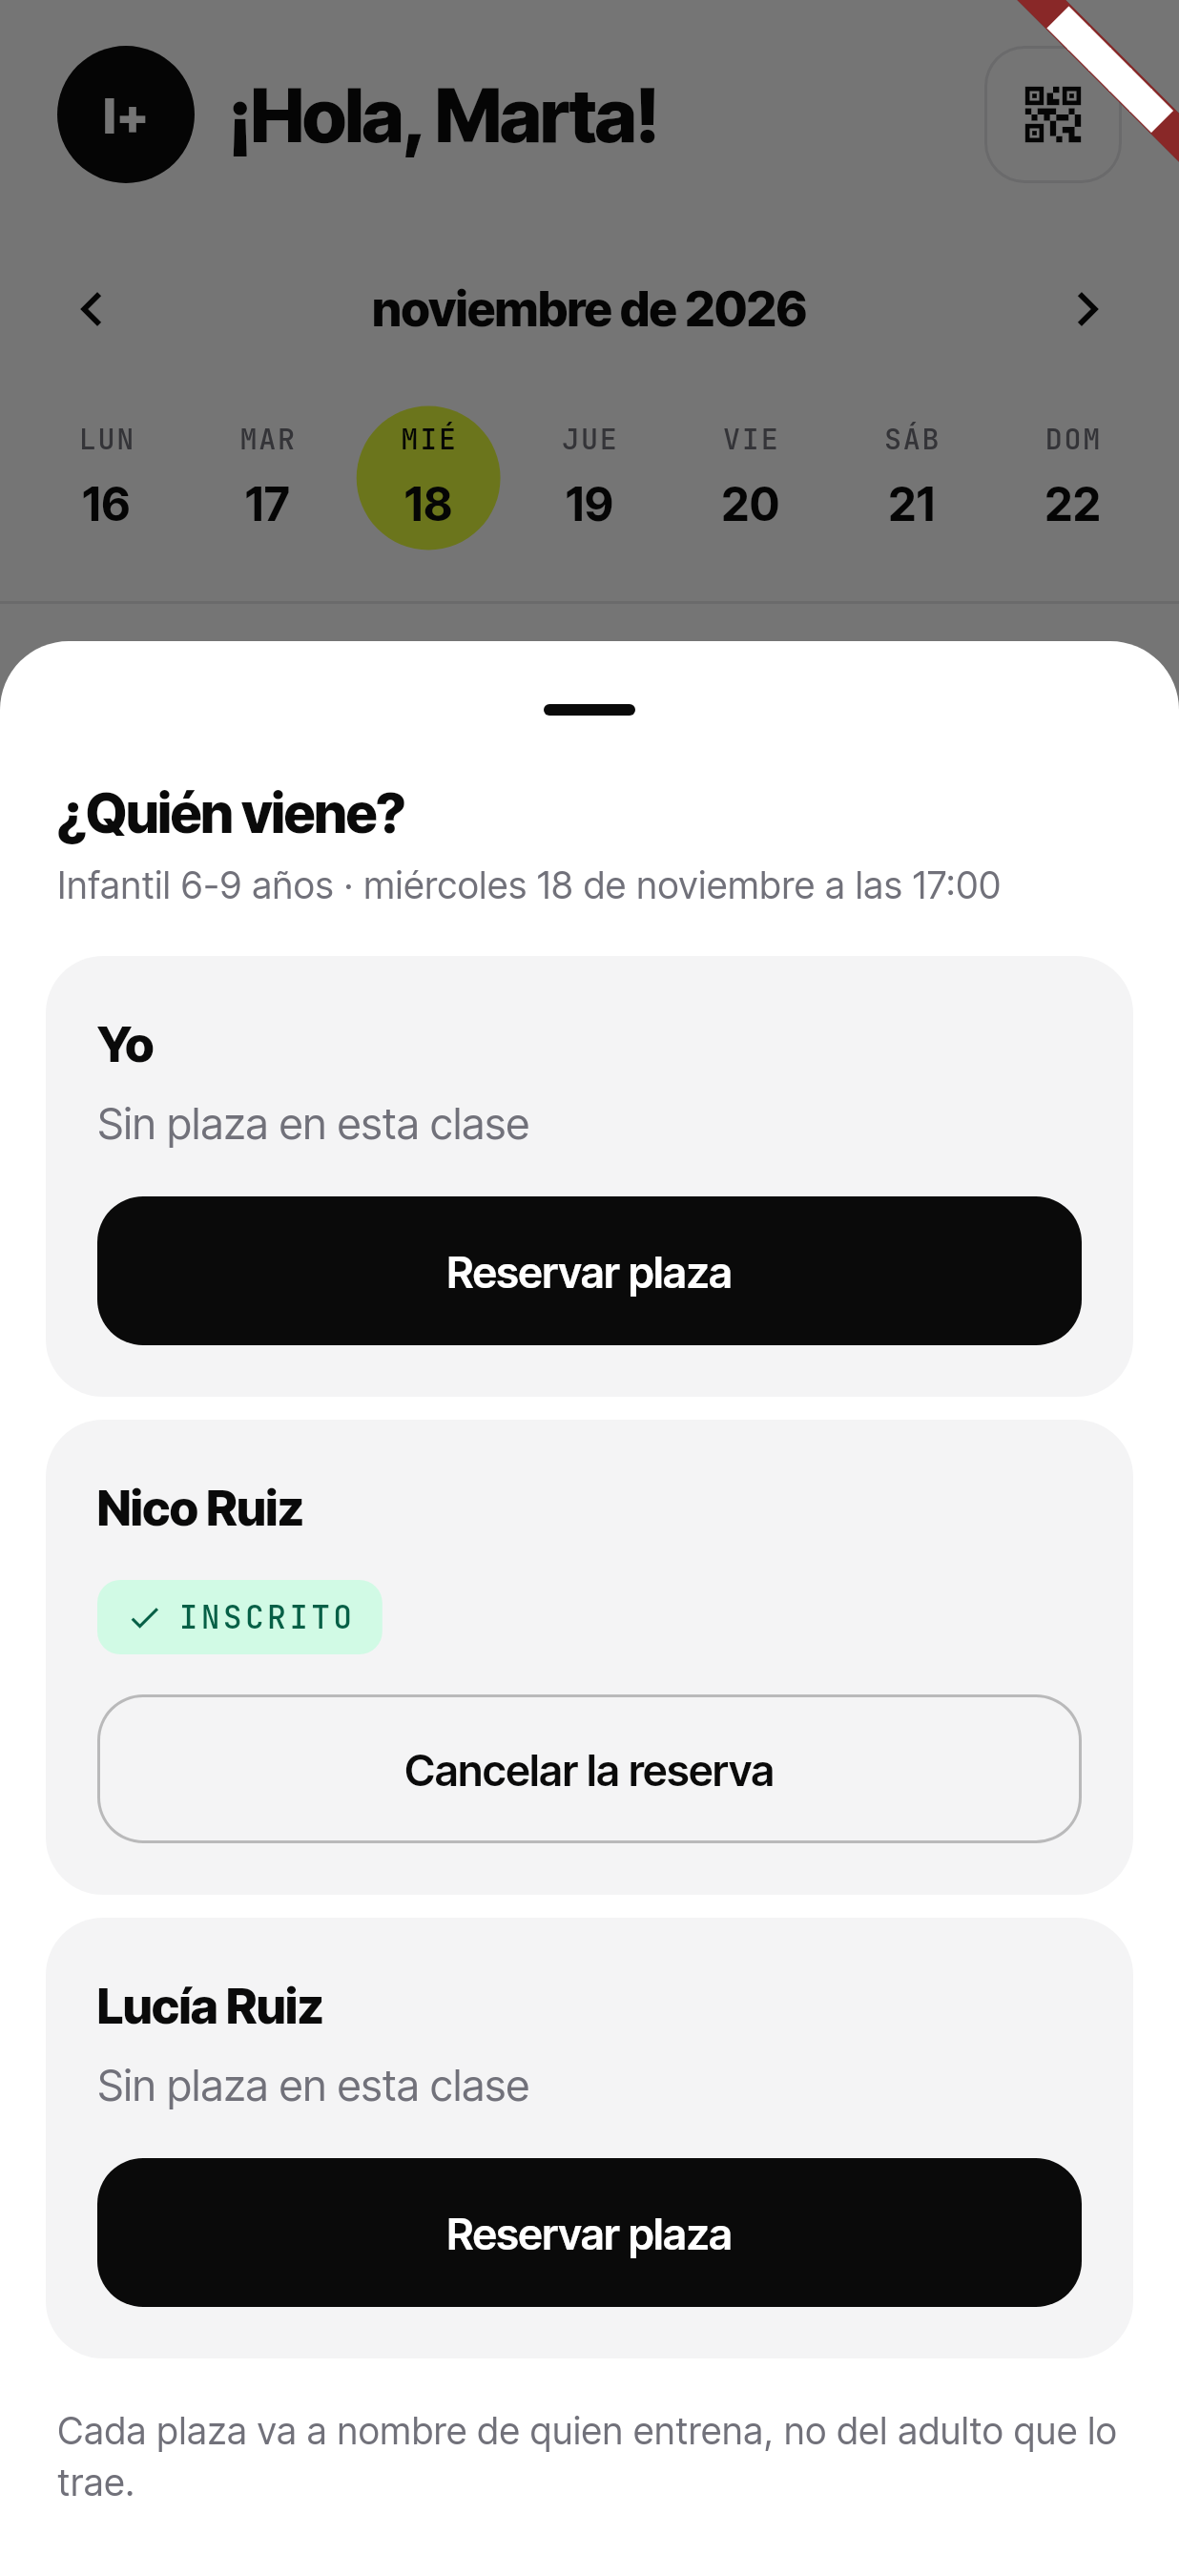 I+
¡Hola, Marta!
noviembre de 2026
LUN MAR MIÉ JUE VIE SÁB DOM
16 17 18 19 20 21 22
¿Quién viene?
Infantil 6-9 años · miércoles 18 de noviembre a las 17:00
Yo
Sin plaza en esta clase
Reservar plaza
Nico Ruiz
INSCRITO
Cancelar la reserva
Lucía Ruiz
Sin plaza en esta clase
Reservar plaza
Cada plaza va a nombre de quien entrena, no del adulto que lo
trae.